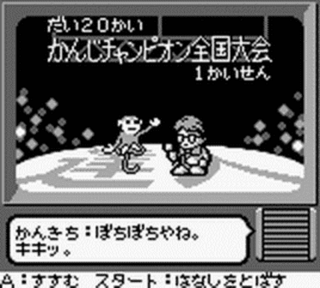 だい20かい
かんじチャンピオン全国大会
1かいせん
かんきち：ぼちぼちやね。
キキッ。
A：すすむ　スタート：はなしをとばす